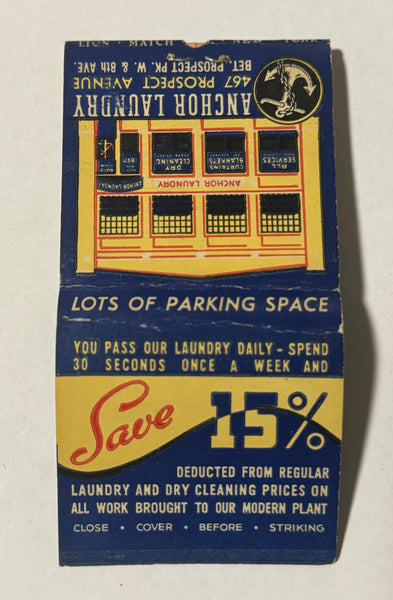 LION · MATCH NEW YORK
ANCHOR LAUNDRY
467 PROSPECT AVENUE
BET. PROSPECT PK. W. & 8th AVE.
ANCHOR LAUNDRY
ANCHOR LAUNDRY
ALL SERVICES
CURTAINS BLANKETS
DRY CLEANING
LOTS OF PARKING SPACE
YOU PASS OUR LAUNDRY DAILY - SPEND
30 SECONDS ONCE A WEEK AND
Save 15%
DEDUCTED FROM REGULAR
LAUNDRY AND DRY CLEANING PRICES ON
ALL WORK BROUGHT TO OUR MODERN PLANT
CLOSE · COVER · BEFORE · STRIKING